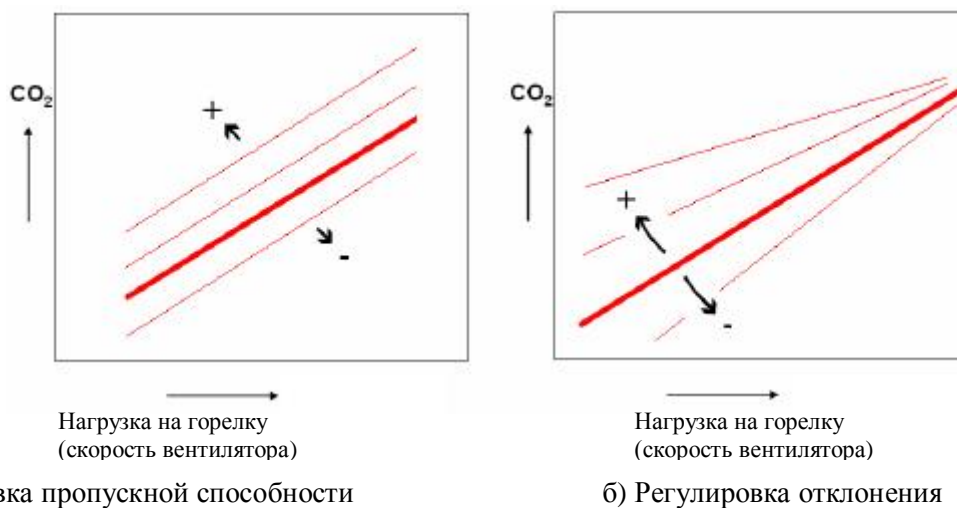 +
CO₂
-
Нагрузка на горелку
(скорость вентилятора)
CO₂
+
-
Нагрузка на горелку
(скорость вентилятора)
пропускной способности
б) Регулировка отклонения